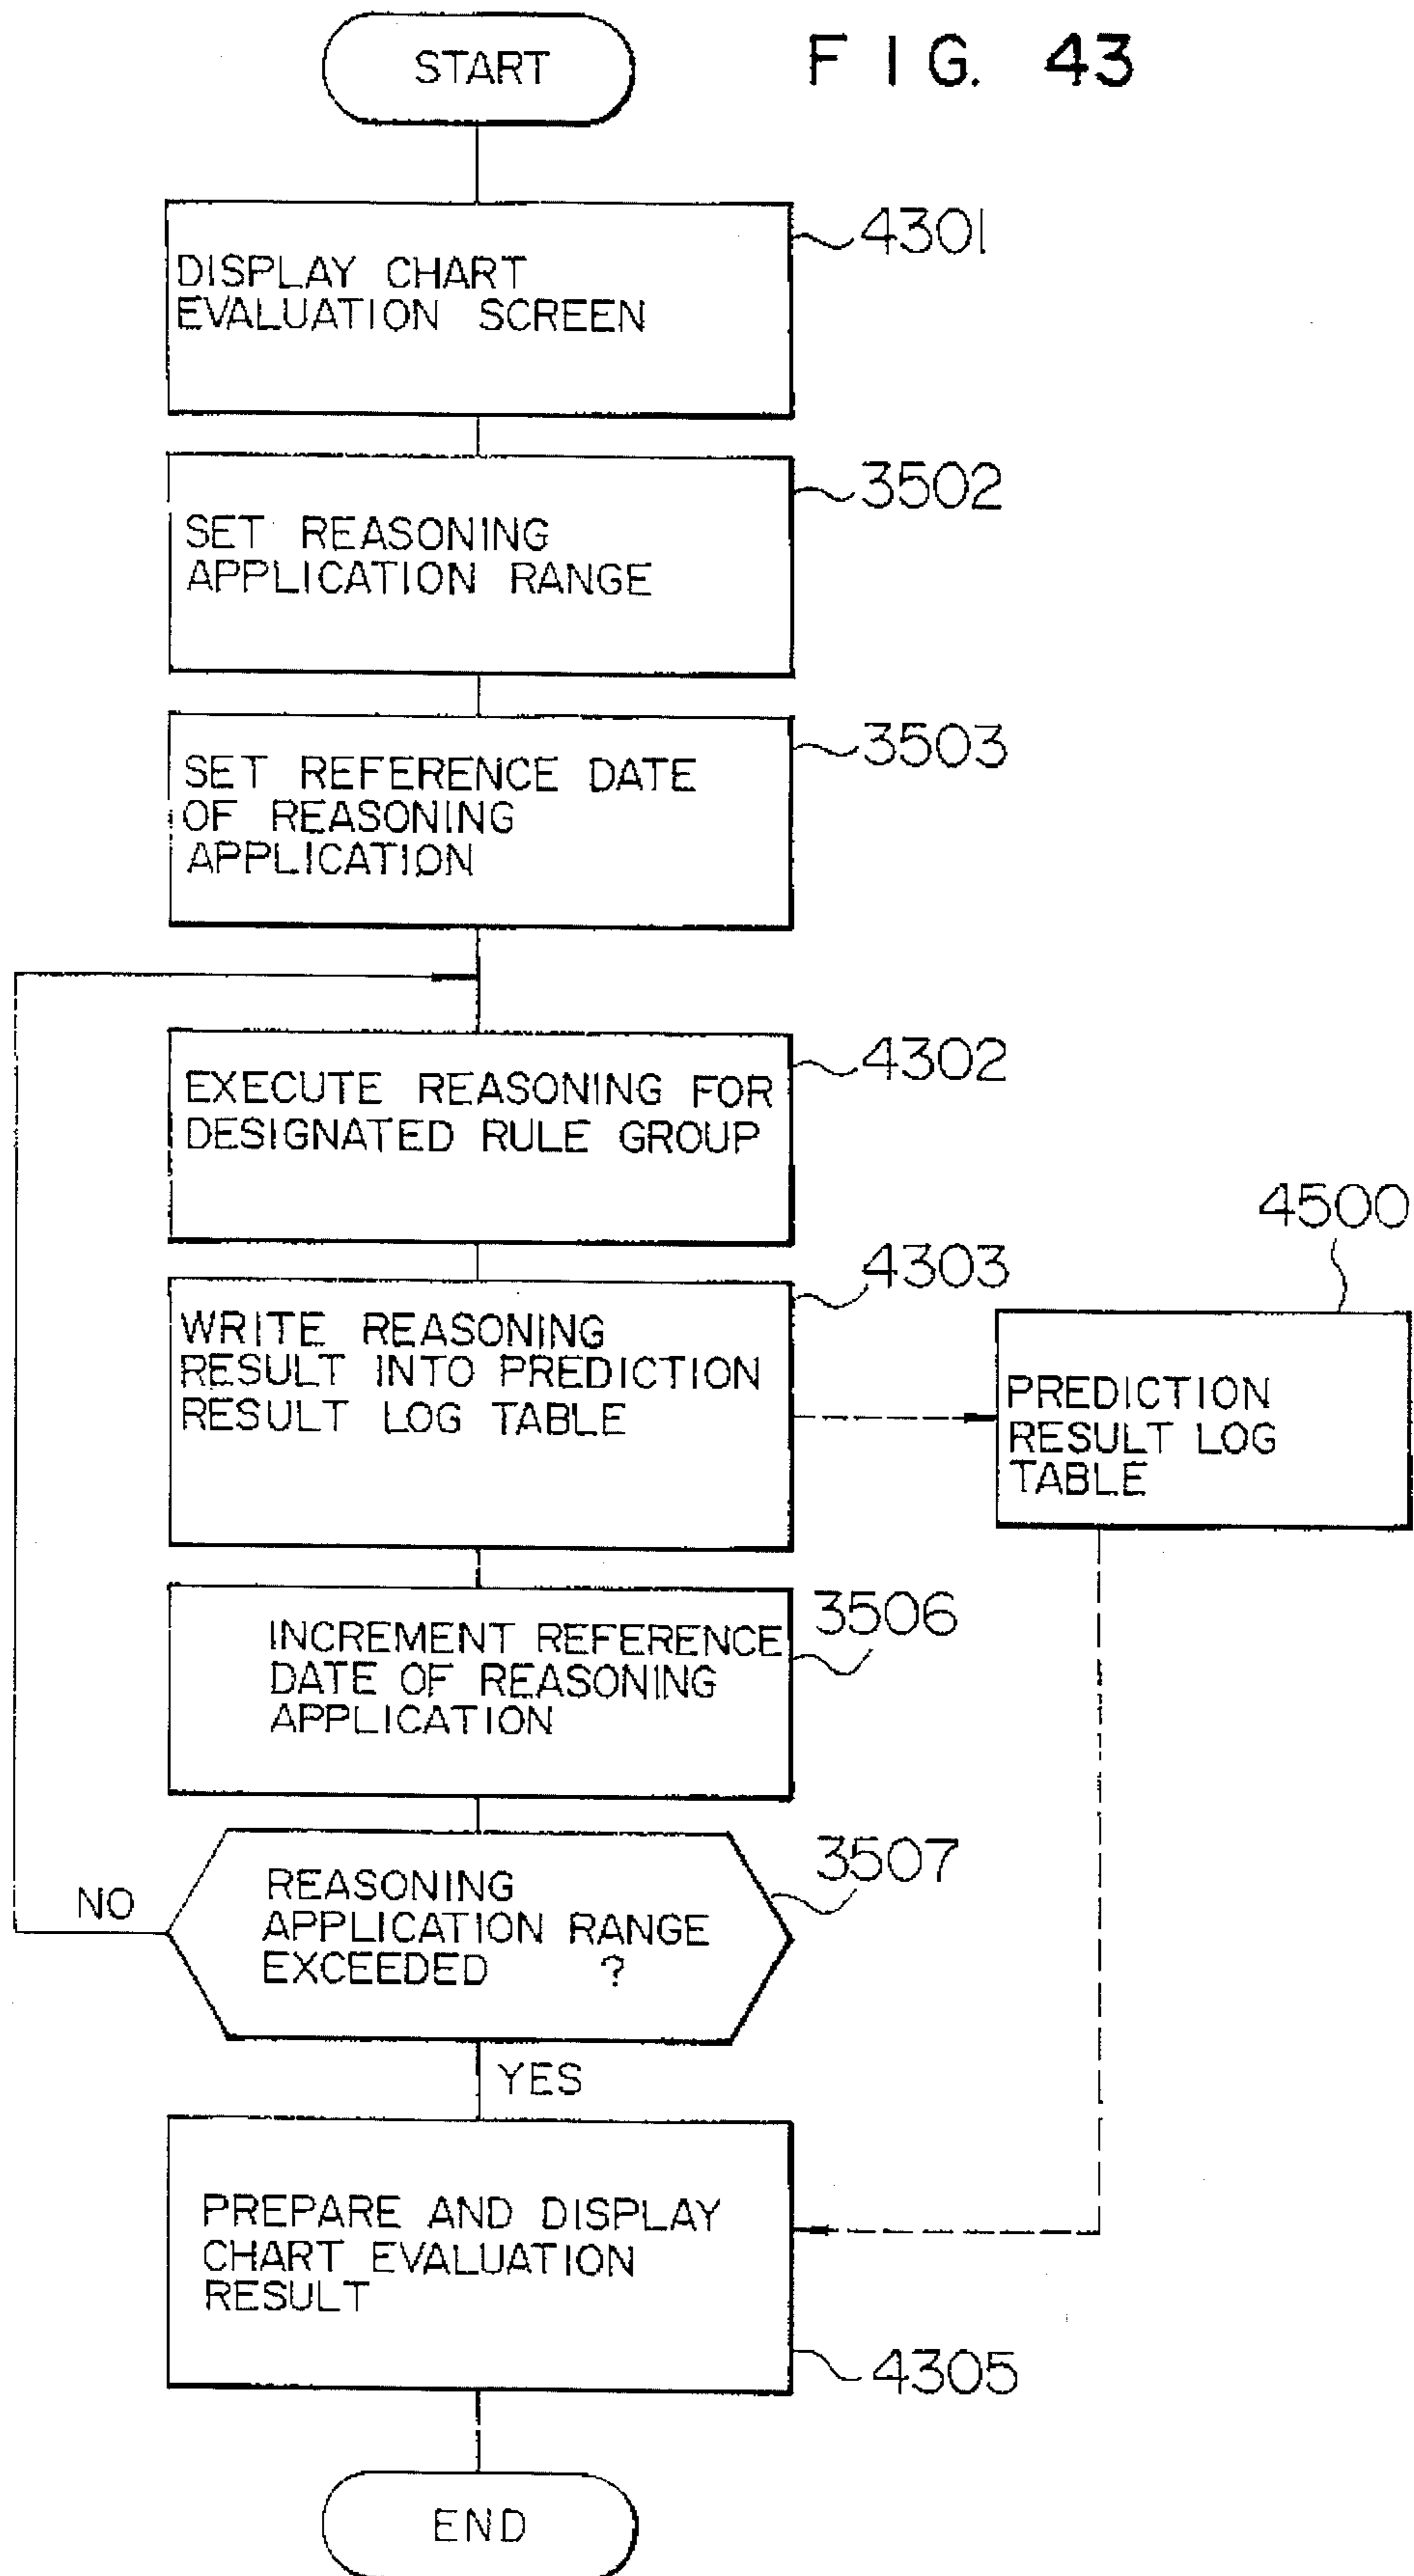 START
F I G. 43
4301
DISPLAY CHART
EVALUATION SCREEN
3502
SET REASONING
APPLICATION RANGE
3503
SET REFERENCE DATE
OF REASONING
APPLICATION
4302
EXECUTE REASONING FOR
DESIGNATED RULE GROUP
4303
WRITE REASONING
RESULT INTO PREDICTION
RESULT LOG TABLE
4500
PREDICTION
RESULT LOG
TABLE
3506
INCREMENT REFERENCE
DATE OF REASONING
APPLICATION
3507
REASONING
APPLICATION RANGE
EXCEEDED ?
NO
YES
PREPARE AND DISPLAY
CHART EVALUATION
RESULT
4305
END